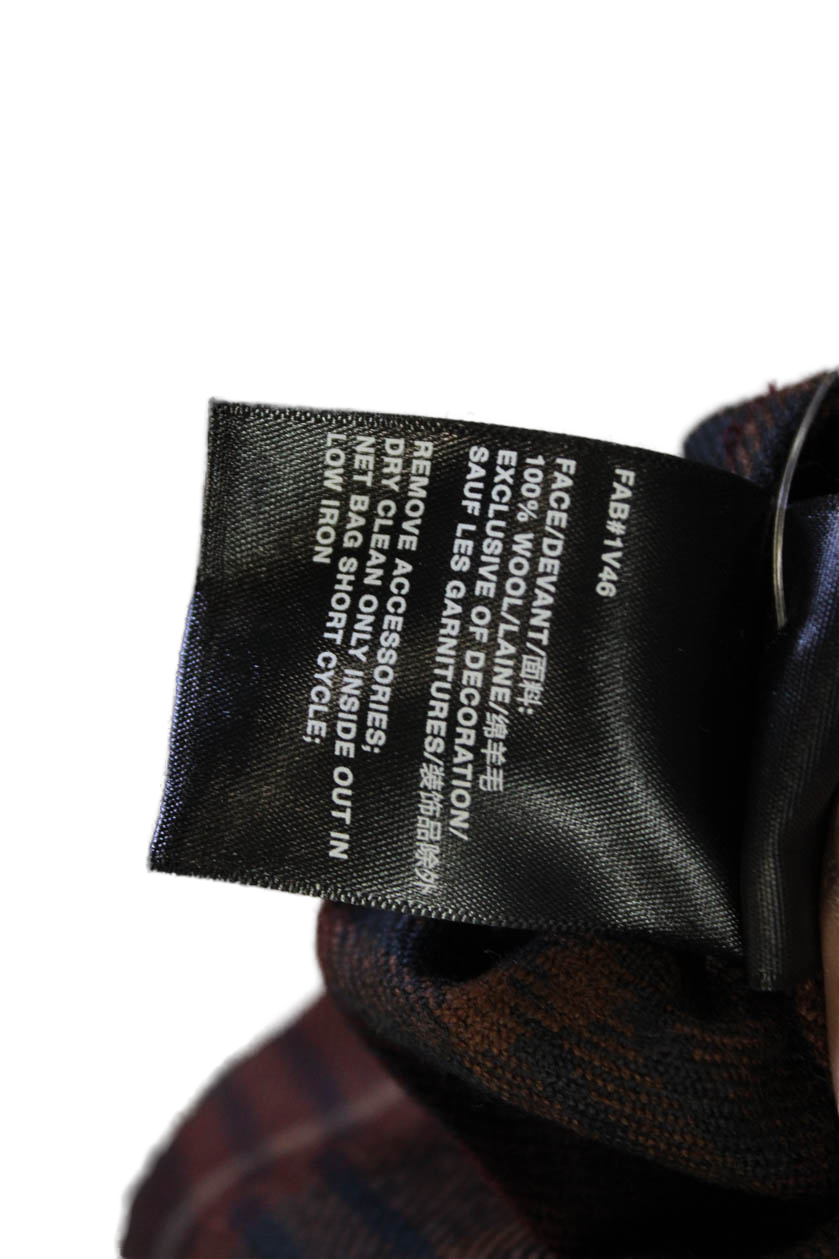 FAB#1V46
FACE/DEVANT/面料:
100% WOOL/LAINE/绵羊毛
EXCLUSIVE OF DECORATION/
SAUF LES GARNITURES/装饰品除外
REMOVE ACCESSORIES;
DRY CLEAN ONLY INSIDE OUT IN
NET BAG SHORT CYCLE;
LOW IRON